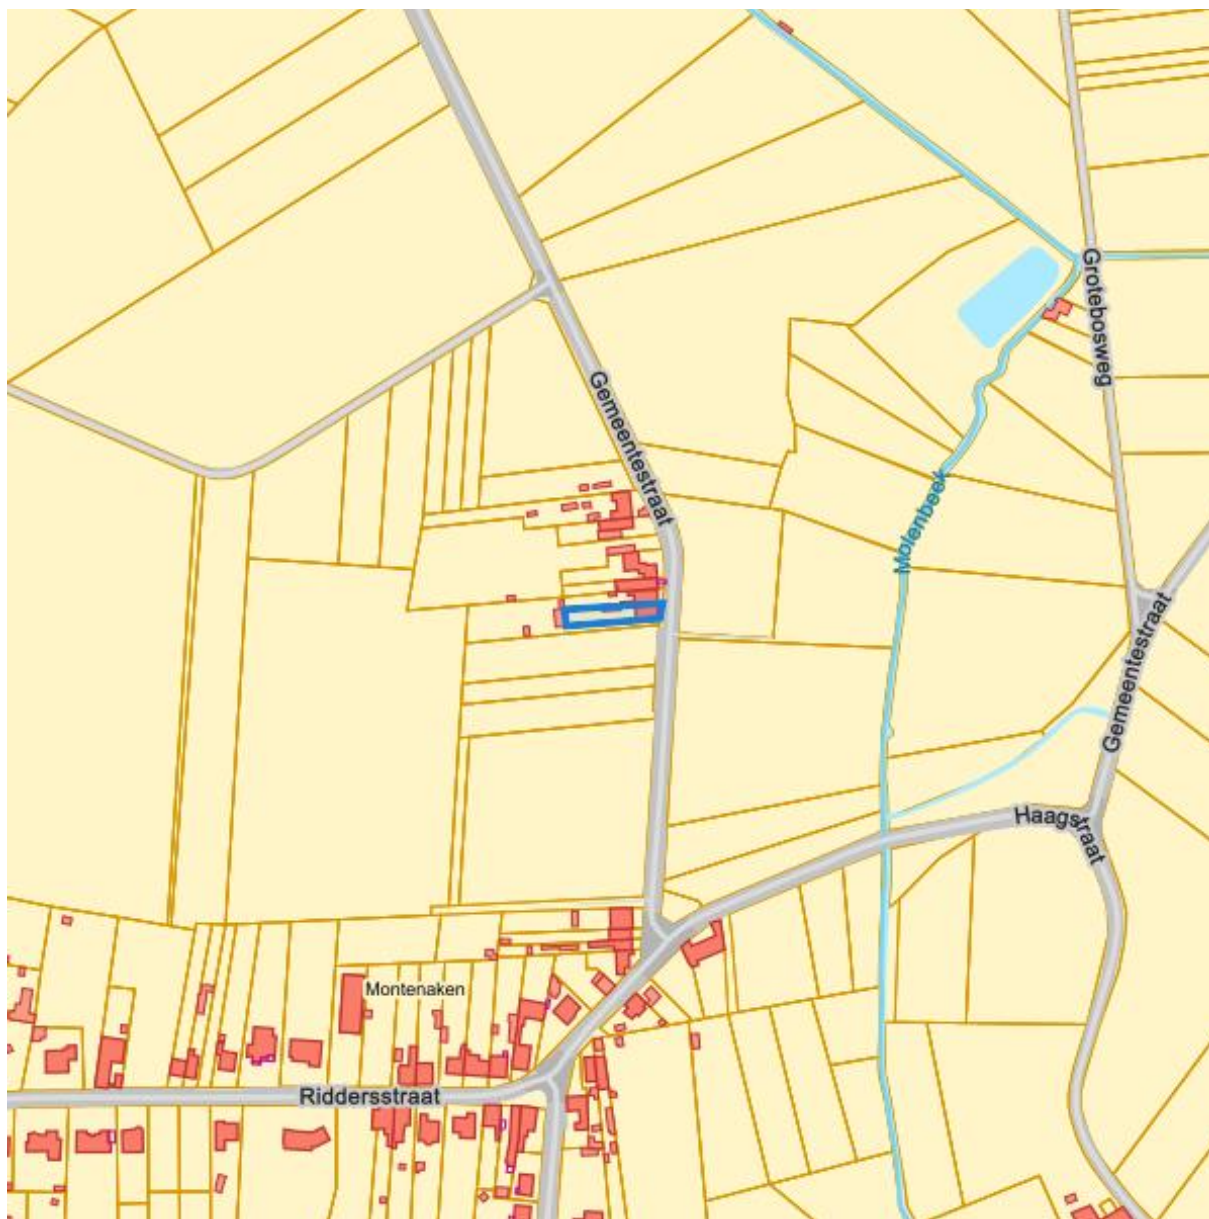 Grotebosweg
Gemeentestraat
Molenbeek
Gemeentestraat
Haagstraat
Montenaken
Riddersstraat